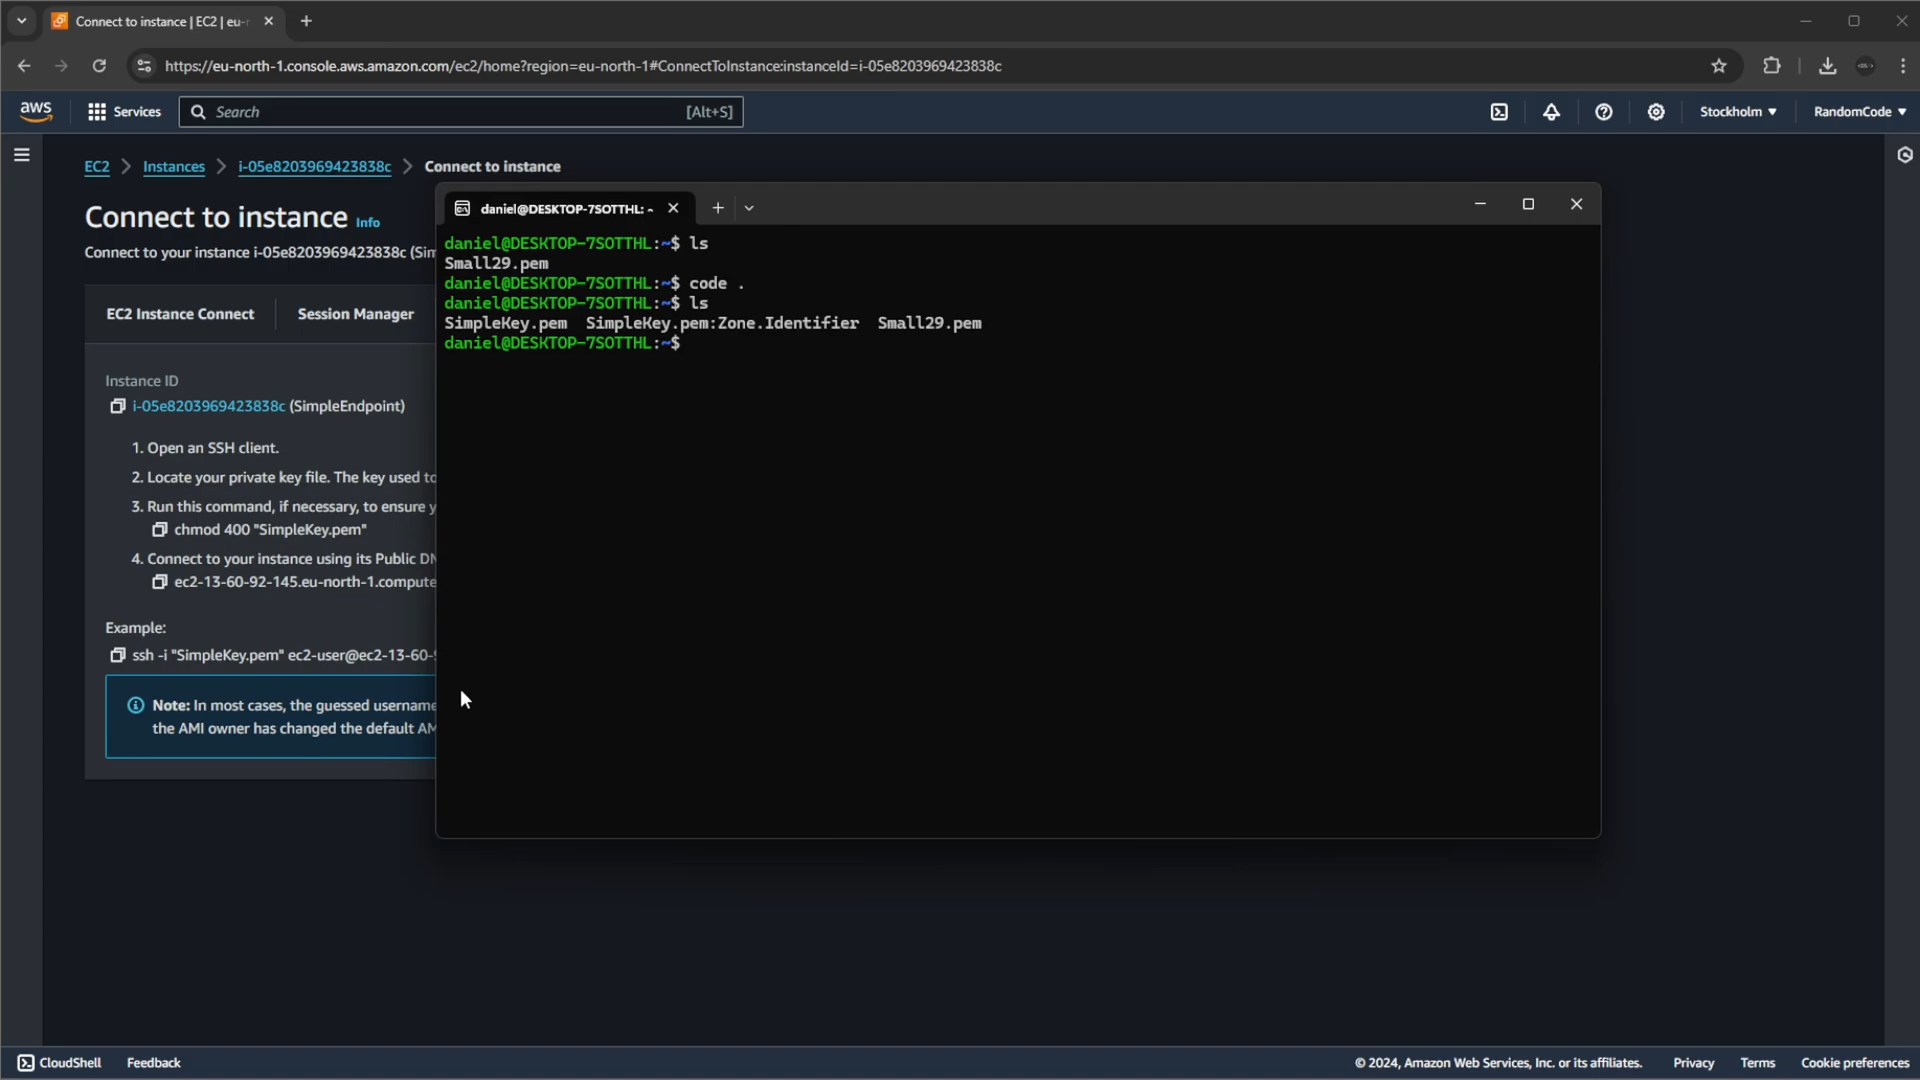 Connect to instance | EC2 | eu-
https://eu-north-1.console.aws.amazon.com/ec2/home?region=eu-north-1#ConnectToInstance:instanceId=i-05e8203969423838c
aws
Services
Search
[Alt+S]
Stockholm
RandomCode
EC2
Instances
i-05e8203969423838c
Connect to instance
Connect to instance Info
Connect to your instance i-05e8203969423838c (Sim
EC2 Instance Connect
Session Manager
Instance ID
i-05e8203969423838c (SimpleEndpoint)
1. Open an SSH client.
2. Locate your private key file. The key used to
3. Run this command, if necessary, to ensure y
chmod 400 "SimpleKey.pem"
4. Connect to your instance using its Public DN
ec2-13-60-92-145.eu-north-1.compute
Example:
ssh -i "SimpleKey.pem" ec2-user@ec2-13-60-9
Note: In most cases, the guessed username
the AMI owner has changed the default AM
daniel@DESKTOP-7SOTTHL: ~
daniel@DESKTOP-7SOTTHL:~$ ls
Small29.pem
daniel@DESKTOP-7SOTTHL:~$ code .
daniel@DESKTOP-7SOTTHL:~$ ls
SimpleKey.pem  SimpleKey.pem:Zone.Identifier  Small29.pem
daniel@DESKTOP-7SOTTHL:~$
CloudShell
Feedback
© 2024, Amazon Web Services, Inc. or its affiliates.
Privacy
Terms
Cookie preferences